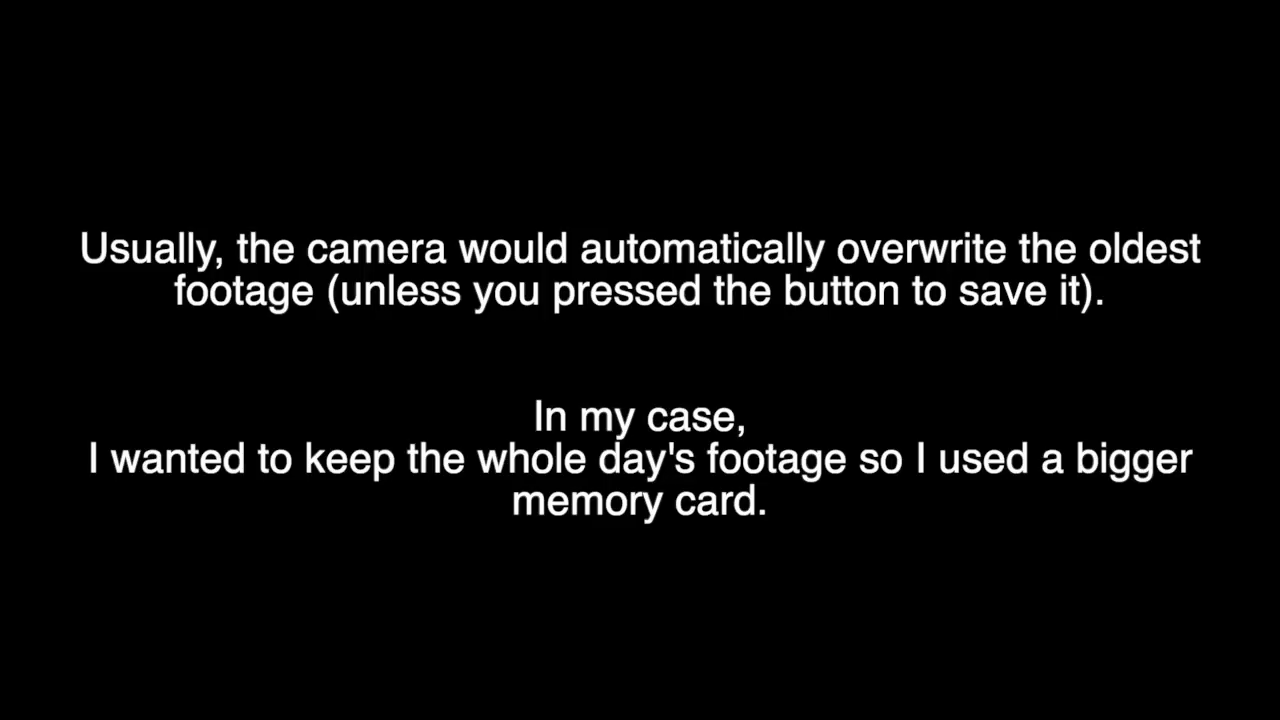 Usually, the camera would automatically overwrite the oldest
footage (unless you pressed the button to save it).
In my case,
I wanted to keep the whole day's footage so I used a bigger
memory card.